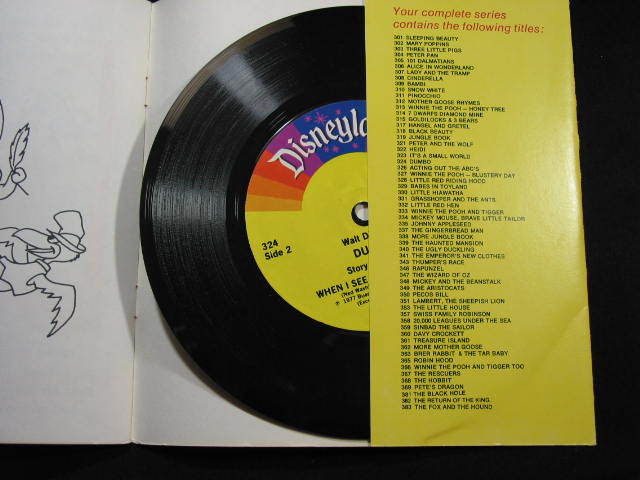 Your complete series
contains the following titles:
301 SLEEPING BEAUTY
302 MARY POPPINS
303 THREE LITTLE PIGS
304 PETER PAN
305 101 DALMATIANS
306 ALICE IN WONDERLAND
307 LADY AND THE TRAMP
308 CINDERELLA
309 BAMBI
310 SNOW WHITE
311 PINOCCHIO
312 MOTHER GOOSE RHYMES
313 WINNIE THE POOH - HONEY TREE
314 7 DWARFS DIAMOND MINE
315 GOLDILOCKS & 3 BEARS
317 HANSEL AND GRETEL
318 BLACK BEAUTY
319 JUNGLE BOOK
321 PETER AND THE WOLF
322 HEIDI
323 IT'S A SMALL WORLD
324 DUMBO
326 ACTING OUT THE ABC'S
327 WINNIE THE POOH - BLUSTERY DAY
328 LITTLE RED RIDING HOOD
329 BABES IN TOYLAND
330 LITTLE HIAWATHA
331 GRASSHOPER AND THE ANTS
332 LITTLE RED HEN
333 WINNIE THE POOH AND TIGGER
334 MICKEY MOUSE, BRAVE LITTLE TAILOR
335 JOHNNY APPLESEED
337 THE GINGERBREAD MAN
338 MORE JUNGLE BOOK
339 THE HAUNTED MANSION
340 THE UGLY DUCKLING
341 THE EMPEROR'S NEW CLOTHES
343 THUMPER'S RACE
346 RAPUNZEL
347 THE WIZARD OF OZ
348 MICKEY AND THE BEANSTALK
349 THE ARISTOCATS
350 PECOS BILL
351 LAMBERT, THE SHEEPISH LION
353 THE LITTLE HOUSE
357 SWISS FAMILY ROBINSON
358 20,000 LEAGUES UNDER THE SEA
359 SINBAD THE SAILOR
360 DAVY CROCKETT
361 TREASURE ISLAND
362 MORE MOTHER GOOSE
363 BRER RABBIT & THE TAR BABY
365 ROBIN HOOD
366 WINNIE THE POOH AND TIGGER TOO
367 THE RESCUERS
368 THE HOBBIT
369 PETE'S DRAGON
381 THE BLACK HOLE
382 THE RETURN OF THE KING
383 THE FOX AND THE HOUND
Disneyla
324
Side 2
Walt D
DU
Story
WHEN I SEE
℗ 1977 Buen